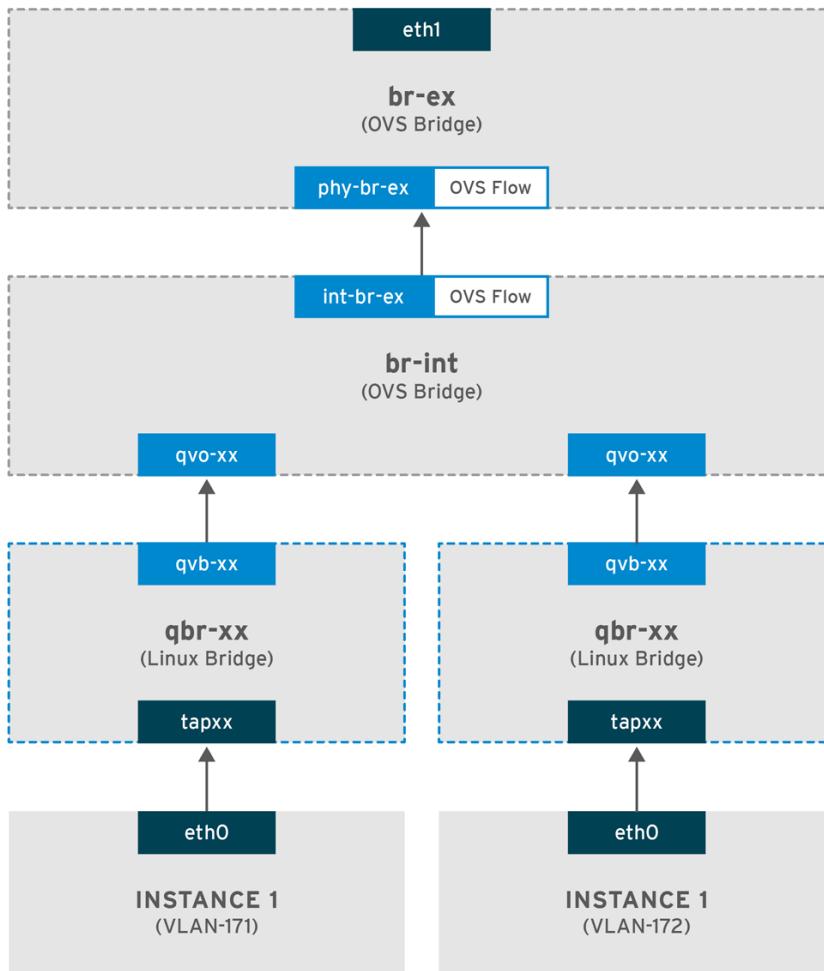 eth1
br-ex
(OVS Bridge)
phy-br-ex OVS Flow
int-br-ex OVS Flow
br-int
(OVS Bridge)
qvo-xx qvo-xx
qvb-xx qvb-xx
qbr-xx qbr-xx
(Linux Bridge) (Linux Bridge)
tapxx tapxx
eth0 eth0
INSTANCE 1 INSTANCE 1
(VLAN-171) (VLAN-172)